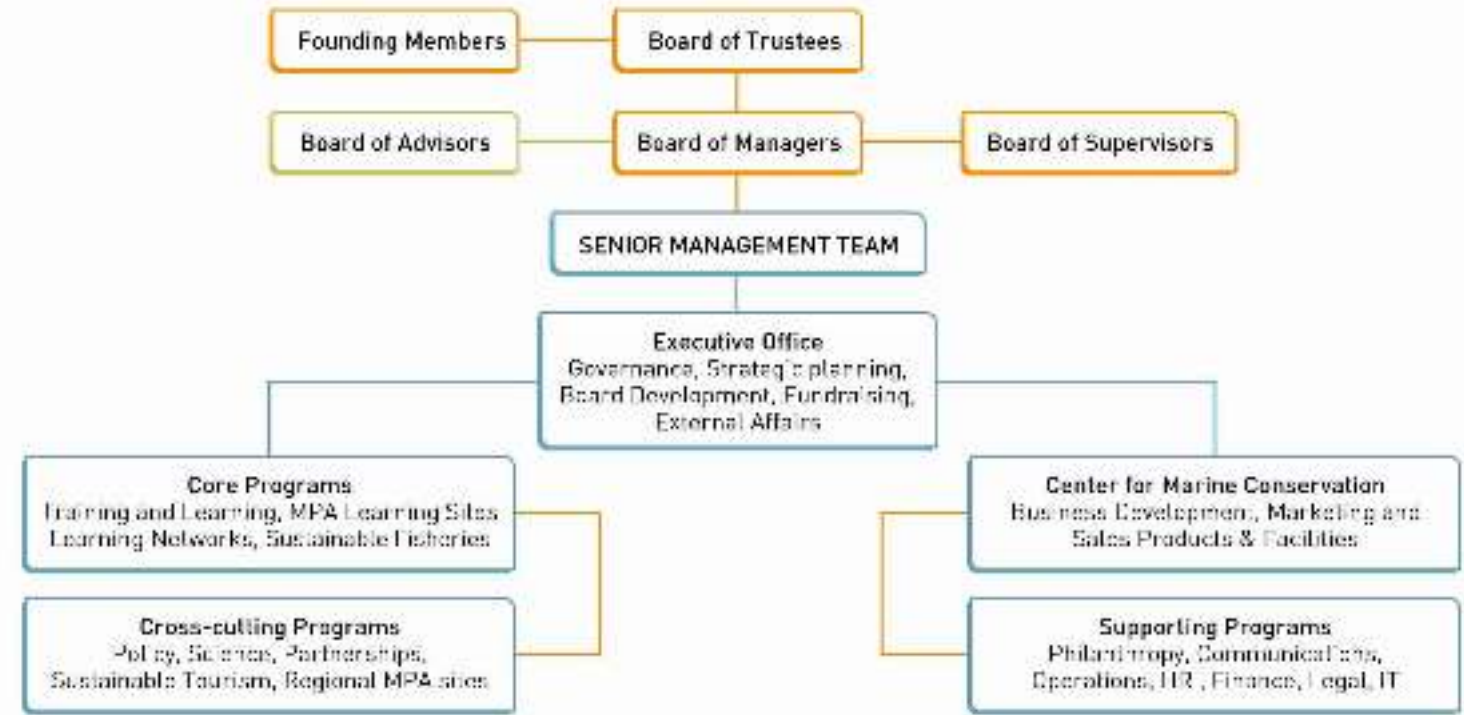 Founding Members
Board of Trustees
Board of Advisors
Board of Managers
Board of Supervisors
SENIOR MANAGEMENT TEAM
Executive Office
Governance, Strategic planning,
Board Development, Fundraising,
External Affairs
Core Programs
Training and Learning, MPA Learning Sites
Learning Networks, Sustainable Fisheries
Center for Marine Conservation
Business Development, Marketing and
Sales Products & Facilities
Cross-cutting Programs
Policy, Science, Partnerships,
Sustainable Tourism, Regional MPA sites
Supporting Programs
Philanthropy, Communications,
Operations, HR , Finance, Legal, IT